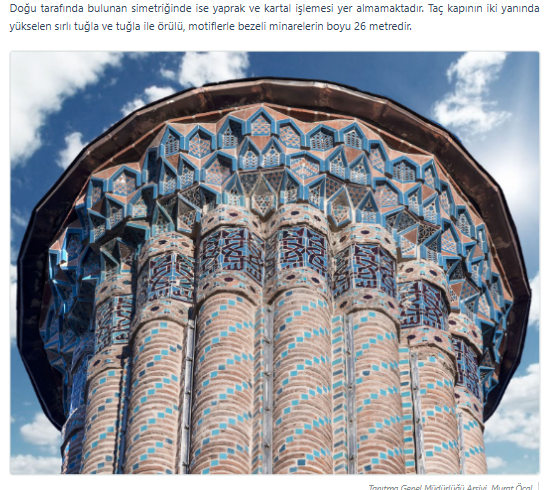 Doğu tarafında bulunan simetriğinde ise yaprak ve kartal işlemesi yer almamaktadır. Taç kapının iki yanında
yükselen sırlı tuğla ve tuğla ile örülü, motiflerle bezeli minarelerin boyu 26 metredir.
Tanıtma Genel Müdürlüğü Arşivi, Murat Öcal